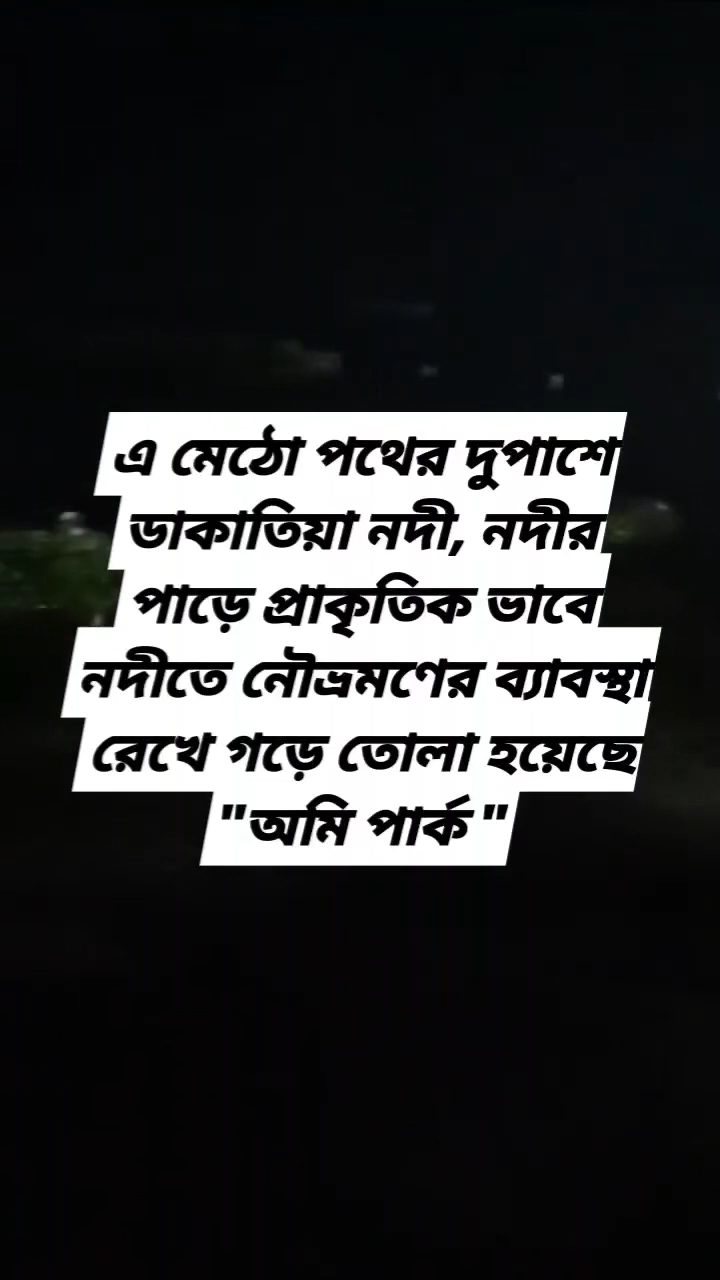 এ মেঠো পথের দুপাশে
ডাকাতিয়া নদী, নদীর
পাড়ে প্রাকৃতিক ভাবে
নদীতে নৌভ্রমণের ব্যাবস্থা
রেখে গড়ে তোলা হয়েছে
"অমি পার্ক"